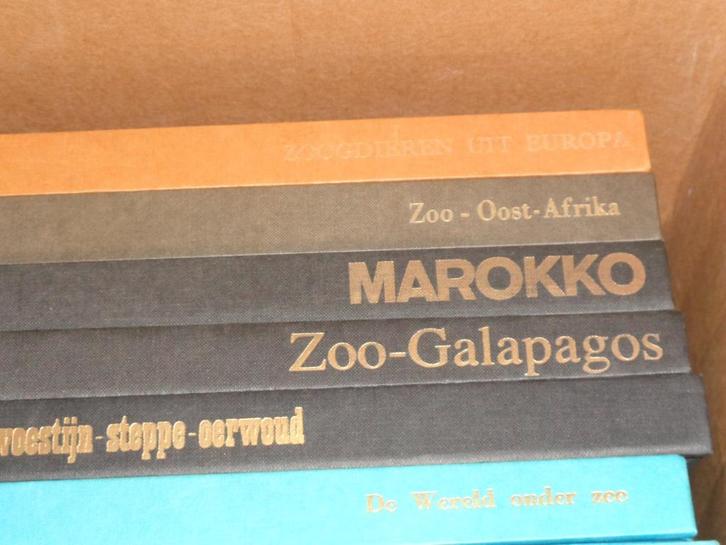 ZOOGDIEREN UIT EUROPA
Zoo - Oost-Afrika
MAROKKO
Zoo-Galapagos
woestijn-steppe-oerwoud
De Wereld onder zee